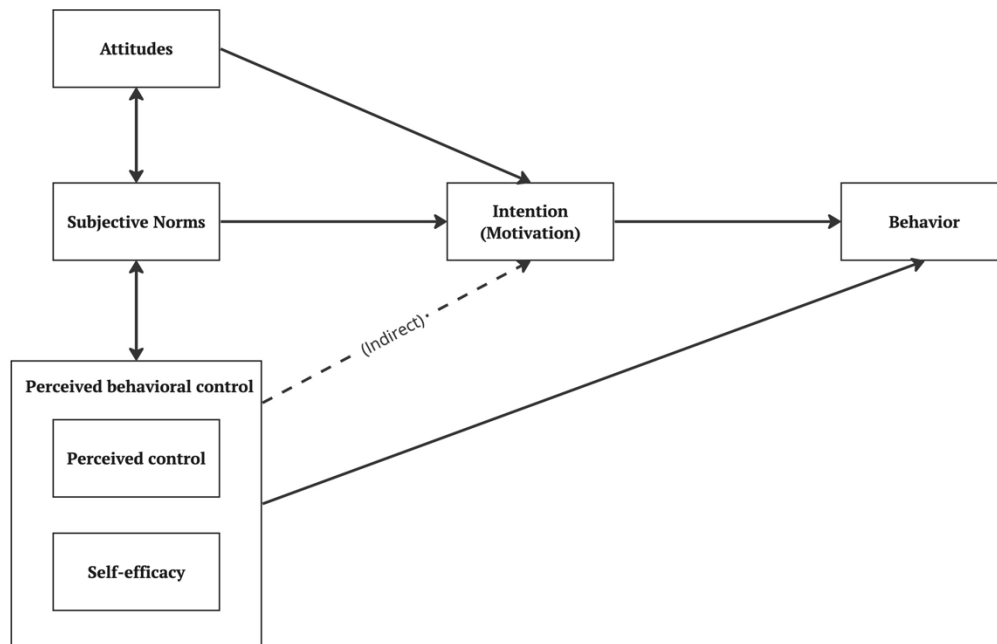 Attitudes
Subjective Norms
Intention
(Motivation)
Behavior
(Indirect)
Perceived behavioral control
Perceived control
Self-efficacy